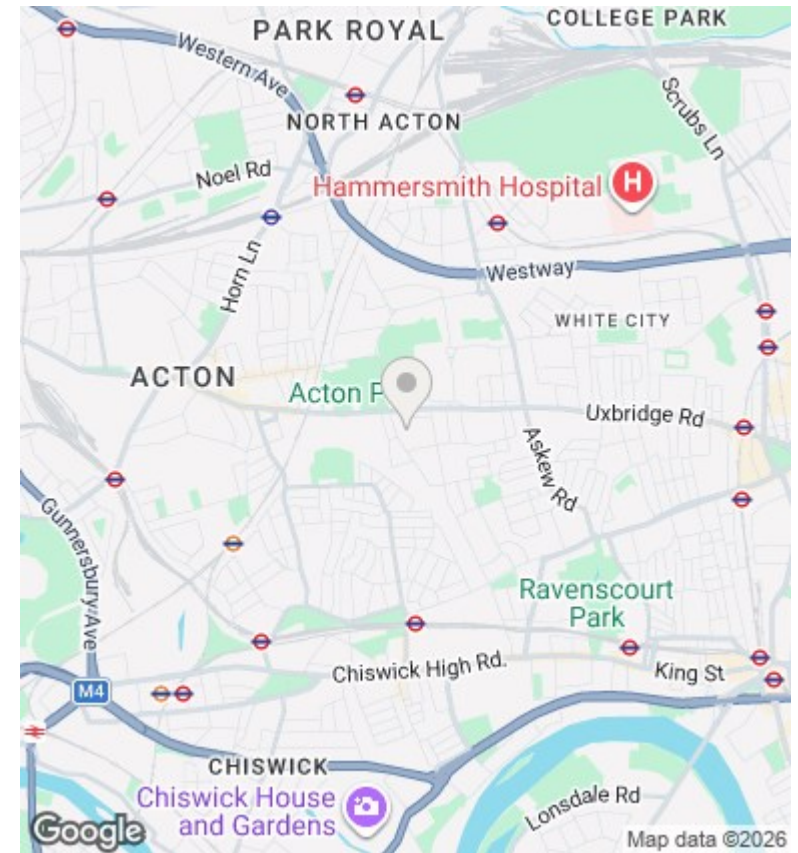 COLLEGE PARK
PARK ROYAL
Western Ave
Scrubs Ln
NORTH ACTON
Noel Rd
Hammersmith Hospital
H
Horn Ln
Westway
WHITE CITY
ACTON
Acton P
Uxbridge Rd
Askew Rd
Gunnersbury Ave
Ravenscourt
Park
Chiswick High Rd.
King St
M4
CHISWICK
Chiswick House
and Gardens
Lonsdale Rd
Google
Map data ©2026